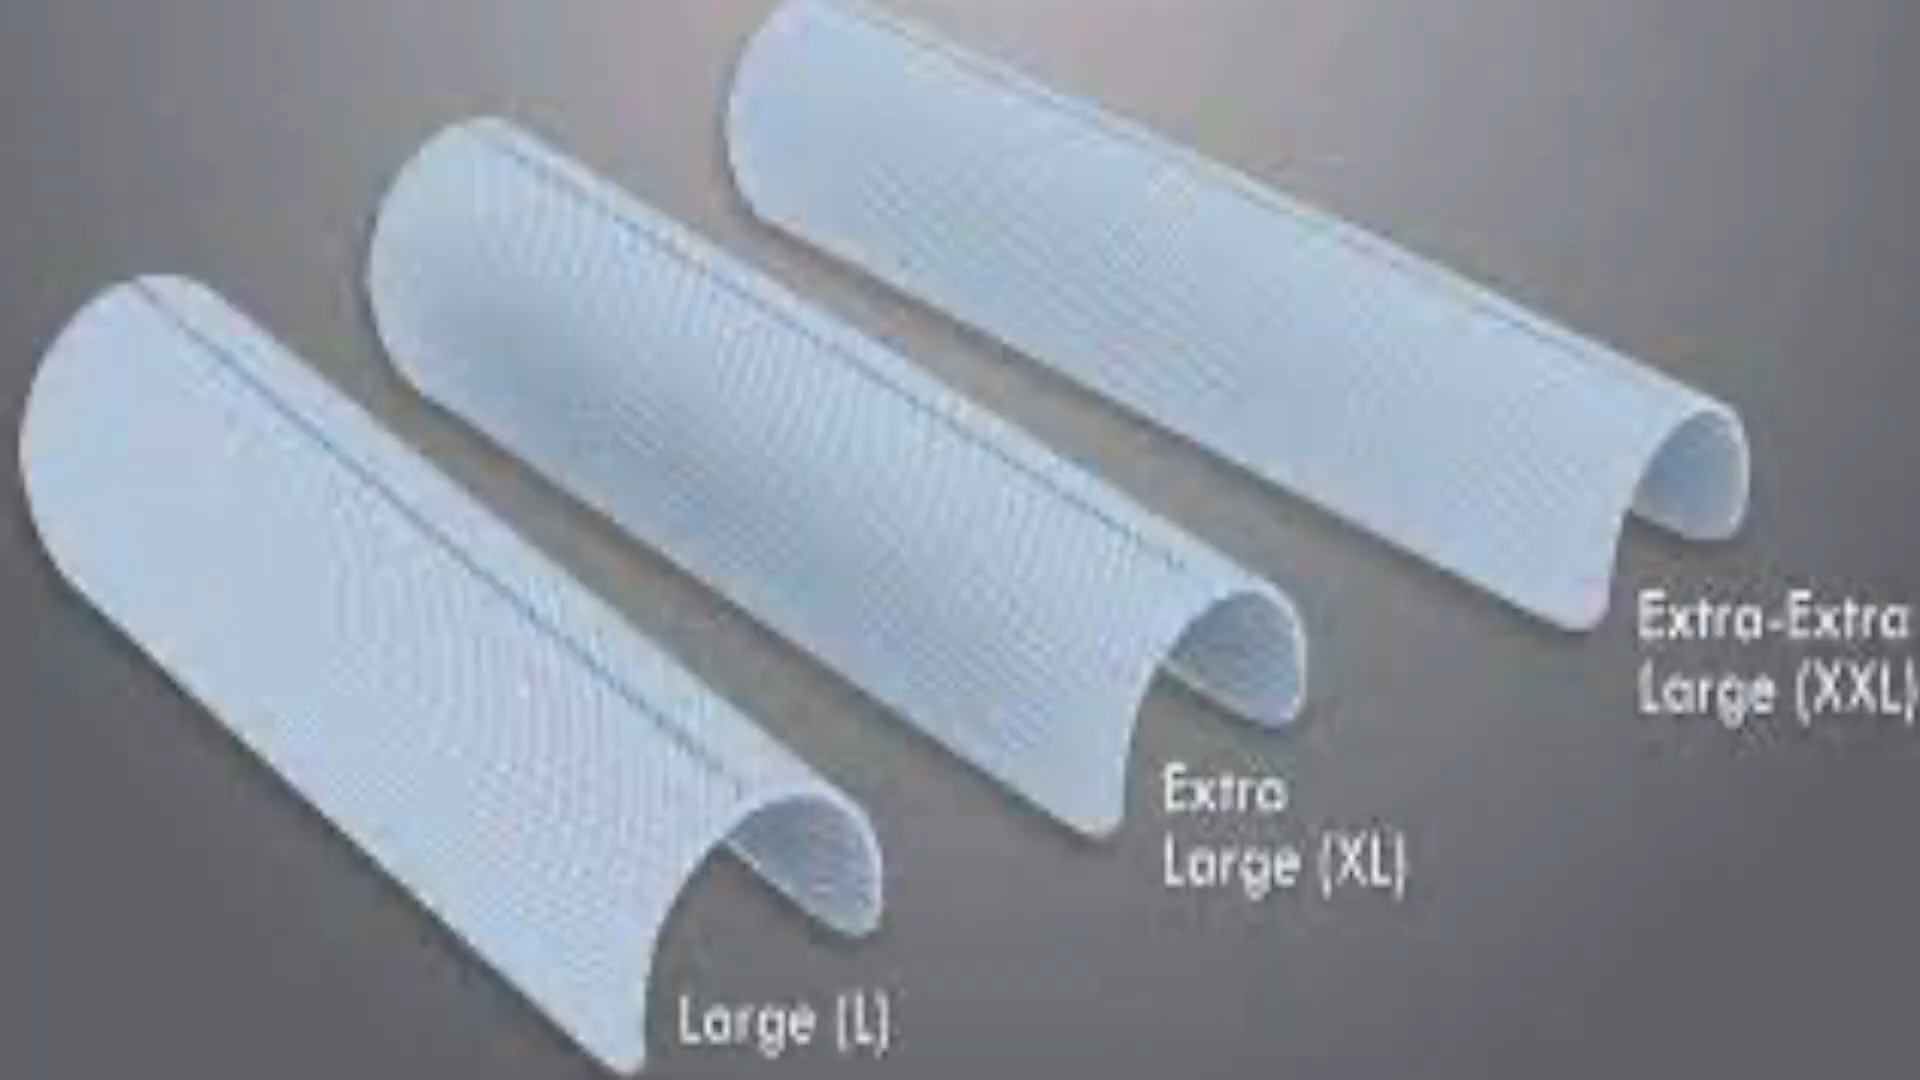 Large (L)
Extra
Large (XL)
Extra-Extra
Large (XXL)